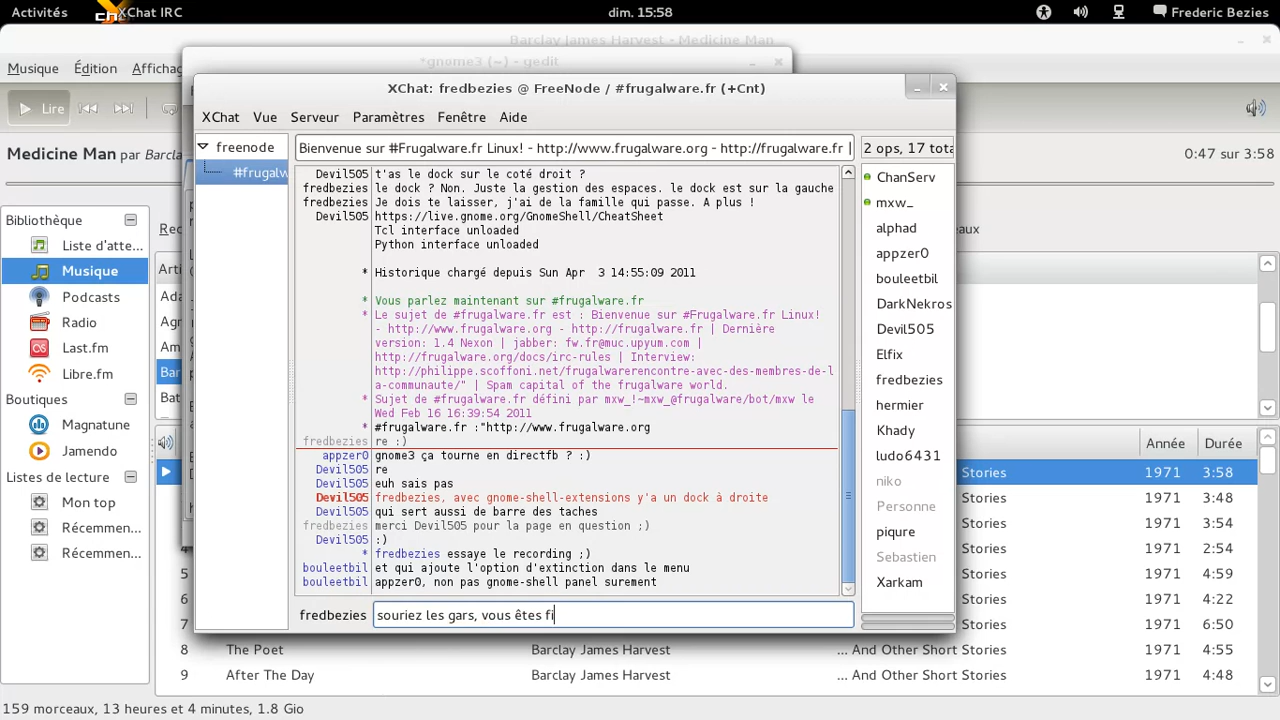 Activités
XChat IRC
dim. 15:58
Frederic Bezies
Barclay James Harvest - Medicine Man
Musique Édition Affichag
*gnome3 (~) - gedit
Lire
Medicine Man par Barcla
0:47 sur 3:58
Bibliothèque
Liste d'atte...
Musique
Podcasts
Radio
Last.fm
Libre.fm
Boutiques
Magnatune
Jamendo
Listes de lecture
Mon top
Récemmen...
Récemmen...
Rec
Arti
Ada
Agr
Am
Bar
Bat
XChat: fredbezies @ FreeNode / #frugalware.fr (+Cnt)
XChat Vue Serveur Paramètres Fenêtre Aide
freenode
#frugalw
Bienvenue sur #Frugalware.fr Linux! - http://www.frugalware.org - http://frugalware.fr |
Devil505 t'as le dock sur le coté droit ?
fredbezies le dock ? Non. Juste la gestion des espaces. le dock est sur la gauche
fredbezies Je dois te laisser, j'ai de la famille qui passe. A plus !
Devil505 https://live.gnome.org/GnomeShell/CheatSheet
Tcl interface unloaded
Python interface unloaded
* Historique chargé depuis Sun Apr  3 14:55:09 2011
* Vous parlez maintenant sur #frugalware.fr
* Le sujet de #frugalware.fr est : Bienvenue sur #Frugalware.fr Linux!
- http://www.frugalware.org - http://frugalware.fr | Dernière
version: 1.4 Nexon | jabber: fw.fr@muc.upyum.com |
http://frugalware.org/docs/irc-rules | Interview:
http://philippe.scoffoni.net/frugalwarerencontre-avec-des-membres-de-l
a-communaute/" | Spam capital of the frugalware world.
* Sujet de #frugalware.fr défini par mxw_!~mxw_@frugalware/bot/mxw le
Wed Feb 16 16:39:54 2011
* #frugalware.fr :"http://www.frugalware.org
fredbezies re :)
appzer0 gnome3 ça tourne en directfb ? :)
Devil505 re
Devil505 euh sais pas
Devil505 fredbezies, avec gnome-shell-extensions y'a un dock à droite
Devil505 qui sert aussi de barre des taches
fredbezies merci Devil505 pour la page en question ;)
Devil505 :)
* fredbezies essaye le recording ;)
bouleetbil et qui ajoute l'option d'extinction dans le menu
bouleetbil appzer0, non pas gnome-shell panel surement
fredbezies souriez les gars, vous êtes fi
2 ops, 17 tota
ChanServ
mxw_
alphad
appzer0
bouleetbil
DarkNekros
Devil505
Elfix
fredbezies
hermier
Khady
ludo6431
niko
Personne
piqure
Sebastien
Xarkam
eaux
Année Durée
Stories 1971 3:58
Stories 1971 3:48
Stories 1971 3:54
4 Stories 1971 2:54
5 Stories 1971 4:63
6 Stories 1971 4:22
7 Stories 1971 6:50
8 The Poet Barclay James Harvest ... And Other Short Stories 1971 4:55
9 After The Day Barclay James Harvest ... And Other Short Stories 1971 4:48
159 morceaux, 13 heures et 4 minutes, 1.8 Gio